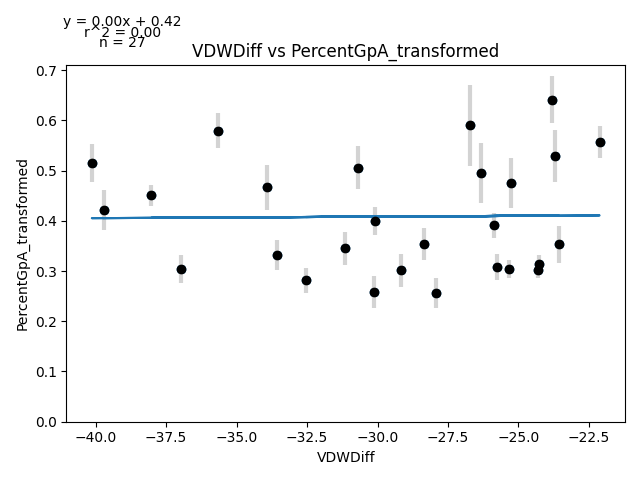 y = 0.00x + 0.42
r^2 = 0.00
n = 27
VDWDiff vs PercentGpA_transformed
PercentGpA_transformed
0.7
0.6
0.5
0.4
0.3
0.2
0.1
0.0
−40.0 −37.5 −35.0 −32.5 −30.0 −27.5 −25.0 −22.5
VDWDiff